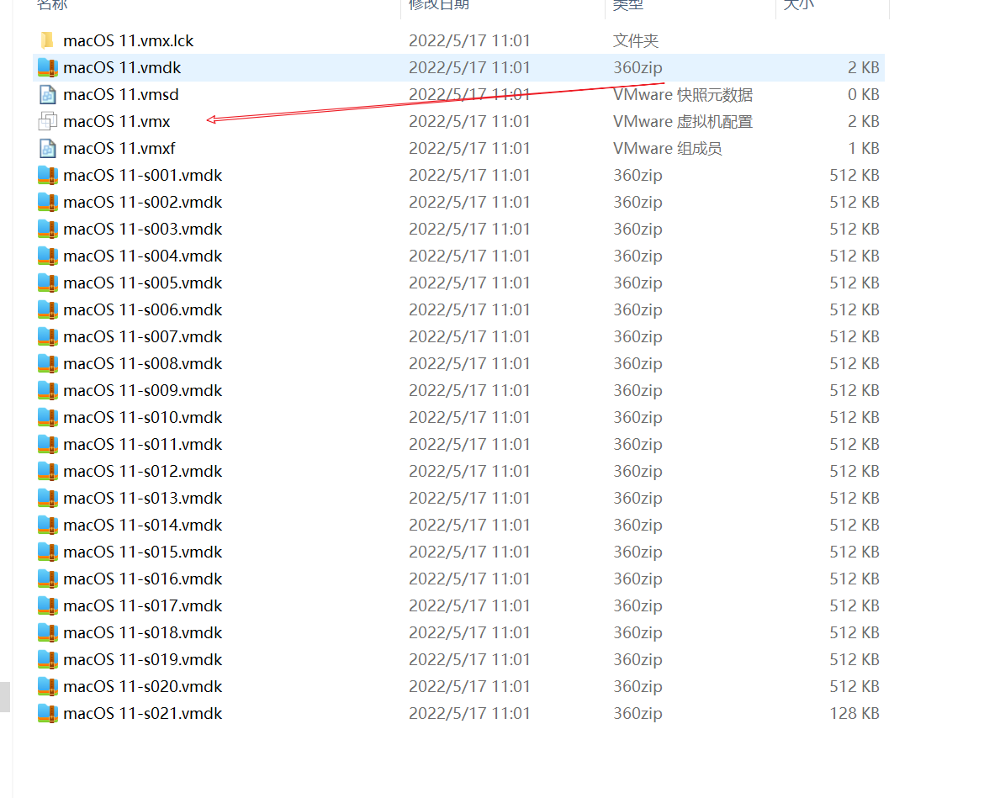 名称 修改日期 类型 大小
macOS 11.vmx.lck 2022/5/17 11:01 文件夹
macOS 11.vmdk 2022/5/17 11:01 360zip 2 KB
macOS 11.vmsd 2022/5/17 11:01 VMware 快照元数据 0 KB
macOS 11.vmx 2022/5/17 11:01 VMware 虚拟机配置 2 KB
macOS 11.vmxf 2022/5/17 11:01 VMware 组成员 1 KB
macOS 11-s001.vmdk 2022/5/17 11:01 360zip 512 KB
macOS 11-s002.vmdk 2022/5/17 11:01 360zip 512 KB
macOS 11-s003.vmdk 2022/5/17 11:01 360zip 512 KB
macOS 11-s004.vmdk 2022/5/17 11:01 360zip 512 KB
macOS 11-s005.vmdk 2022/5/17 11:01 360zip 512 KB
macOS 11-s006.vmdk 2022/5/17 11:01 360zip 512 KB
macOS 11-s007.vmdk 2022/5/17 11:01 360zip 512 KB
macOS 11-s008.vmdk 2022/5/17 11:01 360zip 512 KB
macOS 11-s009.vmdk 2022/5/17 11:01 360zip 512 KB
macOS 11-s010.vmdk 2022/5/17 11:01 360zip 512 KB
macOS 11-s011.vmdk 2022/5/17 11:01 360zip 512 KB
macOS 11-s012.vmdk 2022/5/17 11:01 360zip 512 KB
macOS 11-s013.vmdk 2022/5/17 11:01 360zip 512 KB
macOS 11-s014.vmdk 2022/5/17 11:01 360zip 512 KB
macOS 11-s015.vmdk 2022/5/17 11:01 360zip 512 KB
macOS 11-s016.vmdk 2022/5/17 11:01 360zip 512 KB
macOS 11-s017.vmdk 2022/5/17 11:01 360zip 512 KB
macOS 11-s018.vmdk 2022/5/17 11:01 360zip 512 KB
macOS 11-s019.vmdk 2022/5/17 11:01 360zip 512 KB
macOS 11-s020.vmdk 2022/5/17 11:01 360zip 512 KB
macOS 11-s021.vmdk 2022/5/17 11:01 360zip 128 KB